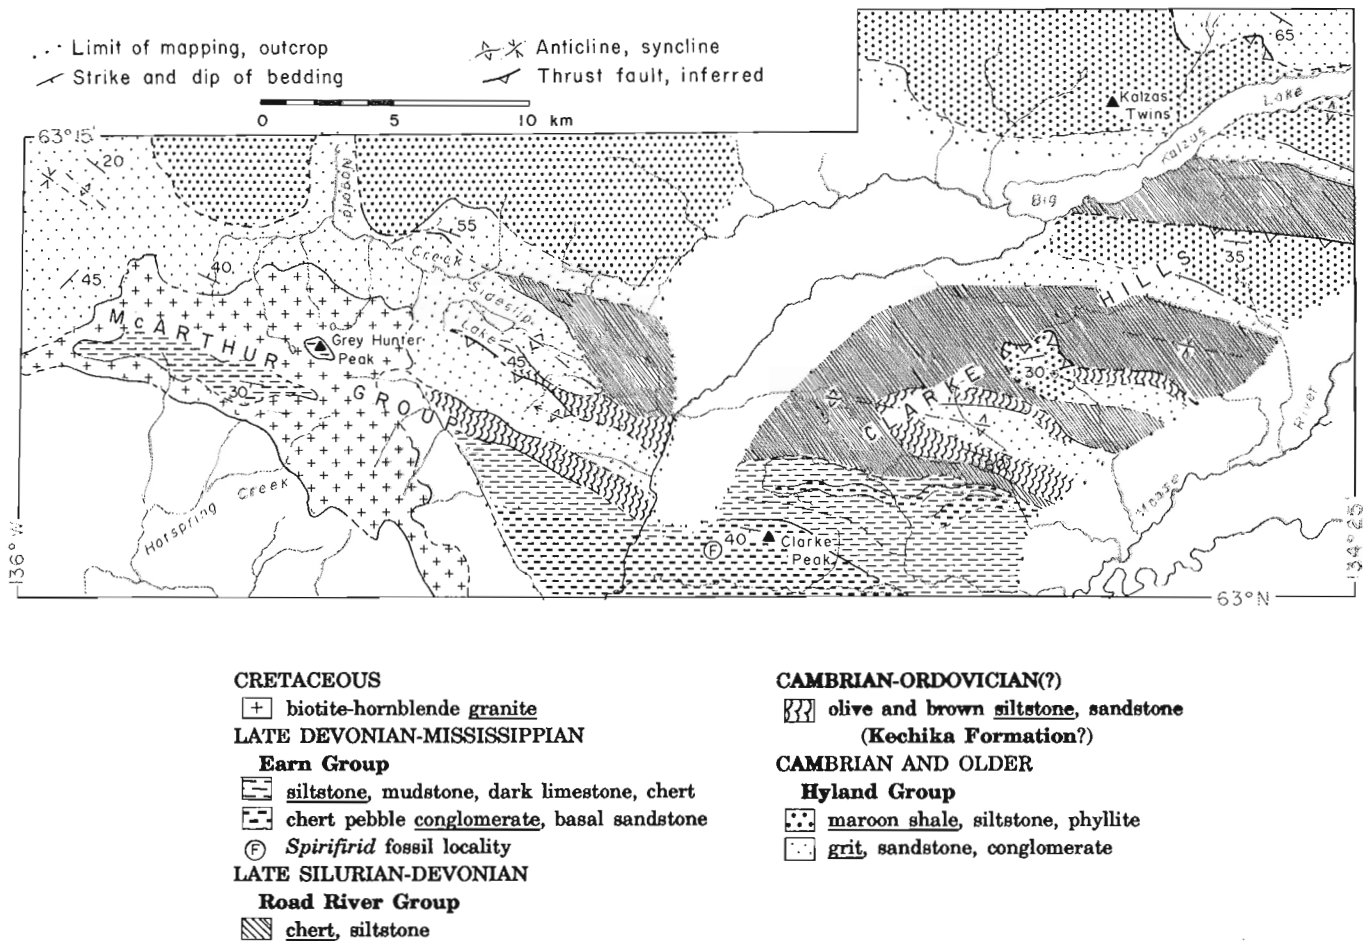 Limit of mapping, outcrop
Strike and dip of bedding
Anticline, syncline
Thrust fault, inferred
0 5 10 km
63°15'
65
Kalzas
Twins
Lake
Kalzas
Big
20
Nogold
Creek
55
40
45
Sideslip
Lake
45
McARTHUR
GROUP
Grey Hunter
Peak
30
35
HILLS
CLARKE
30
River
Moose
Hotspring Creek
F
40
Clarke
Peak
136° W
134°25'
63°N
CRETACEOUS
+ biotite-hornblende granite
LATE DEVONIAN-MISSISSIPPIAN
Earn Group
siltstone, mudstone, dark limestone, chert
chert pebble conglomerate, basal sandstone
F Spirifirid fossil locality
LATE SILURIAN-DEVONIAN
Road River Group
chert, siltstone
CAMBRIAN-ORDOVICIAN(?)
olive and brown siltstone, sandstone
(Kechika Formation?)
CAMBRIAN AND OLDER
Hyland Group
maroon shale, siltstone, phyllite
grit, sandstone, conglomerate